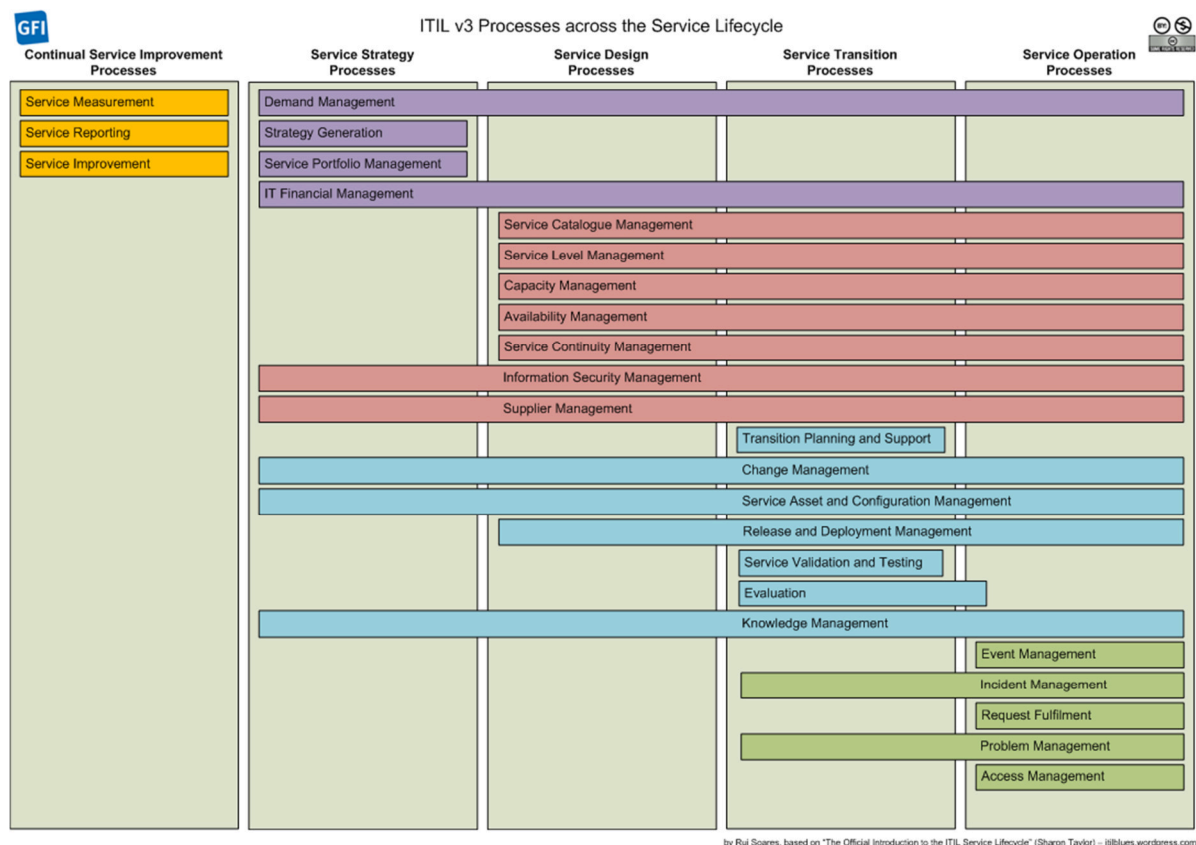 GFI
ITIL v3 Processes across the Service Lifecycle
BY:
Continual Service Improvement
Processes
Service Strategy
Processes
Service Design
Processes
Service Transition
Processes
Service Operation
Processes
Service Measurement
Demand Management
Service Reporting
Strategy Generation
Service Improvement
Service Portfolio Management
IT Financial Management
Service Catalogue Management
Service Level Management
Capacity Management
Availability Management
Service Continuity Management
Information Security Management
Supplier Management
Transition Planning and Support
Change Management
Service Asset and Configuration Management
Release and Deployment Management
Service Validation and Testing
Evaluation
Knowledge Management
Event Management
Incident Management
Request Fulfilment
Problem Management
Access Management
by Rui Soares, based on "The Official Introduction to the ITIL Service Lifecycle" (Sharon Taylor) – itilblues.wordpress.com